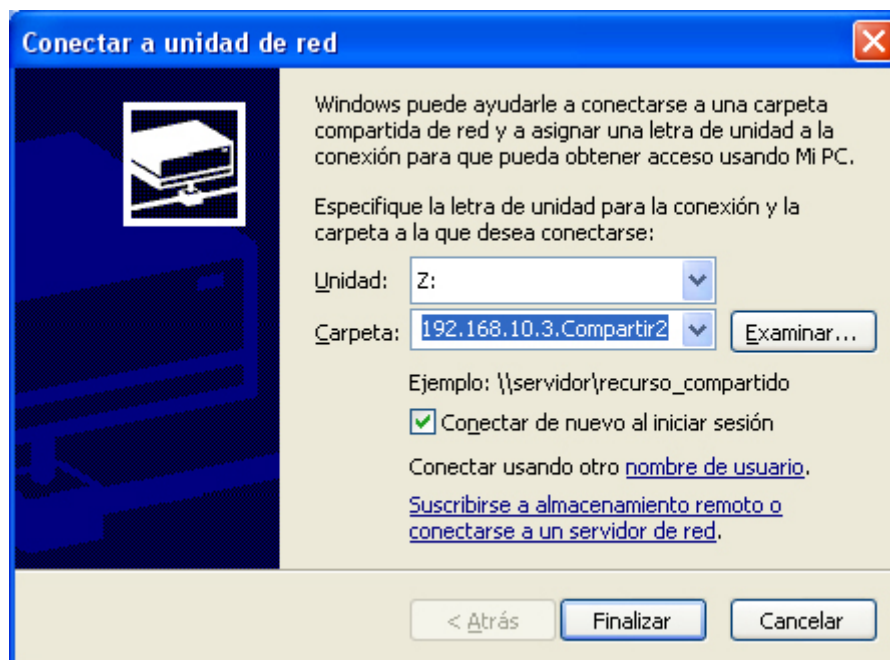 Conectar a unidad de red
Windows puede ayudarle a conectarse a una carpeta
compartida de red y a asignar una letra de unidad a la
conexión para que pueda obtener acceso usando Mi PC.
Especifique la letra de unidad para la conexión y la
carpeta a la que desea conectarse:
Unidad: Z:
Carpeta: 192.168.10.3.Compartir2 Examinar...
Ejemplo: \\servidor\recurso_compartido
Conectar de nuevo al iniciar sesión
Conectar usando otro nombre de usuario.
Suscribirse a almacenamiento remoto o
conectarse a un servidor de red.
< Atrás Finalizar Cancelar